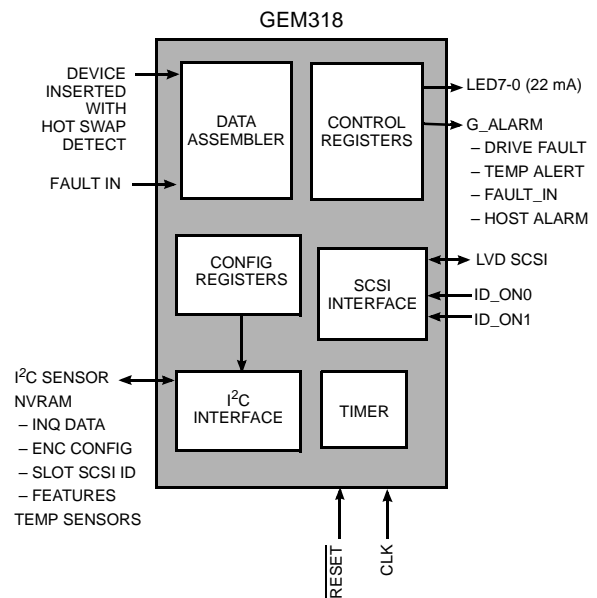 GEM318
DEVICE
INSERTED
WITH
HOT SWAP
DETECT
FAULT IN
DATA
ASSEMBLER
CONTROL
REGISTERS
LED7-0 (22 mA)
G_ALARM
– DRIVE FAULT
– TEMP ALERT
– FAULT_IN
– HOST ALARM
CONFIG
REGISTERS
SCSI
INTERFACE
LVD SCSI
ID_ON0
ID_ON1
I²C SENSOR
NVRAM
– INQ DATA
– ENC CONFIG
– SLOT SCSI ID
– FEATURES
TEMP SENSORS
I²C
INTERFACE
TIMER
RESET
CLK